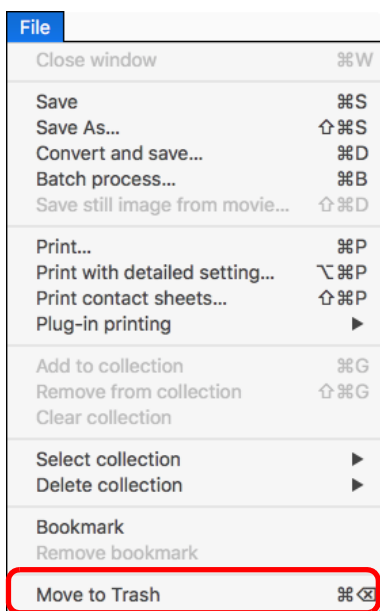 File
Close window ⌘W
Save ⌘S
Save As... ⇧⌘S
Convert and save... ⌘D
Batch process... ⌘B
Save still image from movie... ⇧⌘D
Print... ⌘P
Print with detailed setting... ⌥⌘P
Print contact sheets... ⇧⌘P
Plug-in printing ▶
Add to collection ⌘G
Remove from collection ⇧⌘G
Clear collection
Select collection ▶
Delete collection ▶
Bookmark
Remove bookmark
Move to Trash ⌘⌫